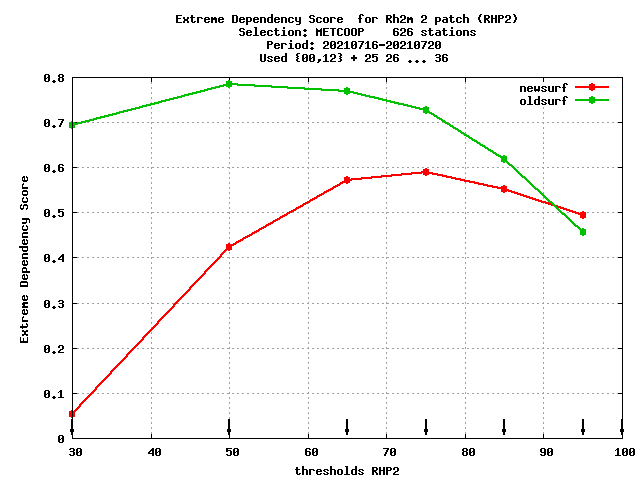 Extreme Dependency Score  for Rh2m 2 patch (RHP2)
Selection: METCOOP    626 stations
Period: 20210716-20210720
Used {00,12} + 25 26 ... 36
newsurf
oldsurf
0.8
0.7
0.6
0.5
0.4
0.3
0.2
0.1
0
Extreme Dependency Score
30 40 50 60 70 80 90 100
thresholds RHP2